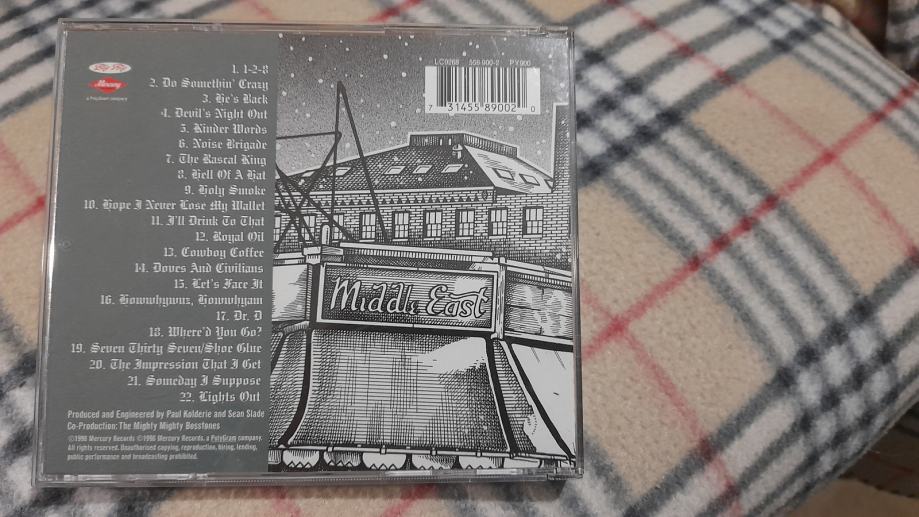 Big Rig
Mercury
a PolyGram company
1. 1-2-8
2. Do Somethin' Crazy
3. He's Back
4. Devil's Night Out
5. Kinder Words
6. Noise Brigade
7. The Rascal King
8. Hell Of A Hat
9. Holy Smoke
10. Hope I Never Lose My Wallet
11. I'll Drink To That
12. Royal Oil
13. Cowboy Coffee
14. Doves And Civilians
15. Let's Face It
16. Howwhywuz, Howwhyam
17. Dr. D
18. Where'd You Go?
19. Seven Thirty Seven/Shoe Glue
20. The Impression That I Get
21. Someday I Suppose
22. Lights Out
Produced and Engineered by Paul Kolderie and Sean Slade
Co-Production: The Mighty Mighty Bosstones
©1998 Mercury Records ©1998 Mercury Records, a PolyGram company.
All rights reserved. Unauthorised copying, reproduction, hiring, lending,
public performance and broadcasting prohibited.
LC0268 558-900-2 PY900
7 31455 89002 0
Middle East